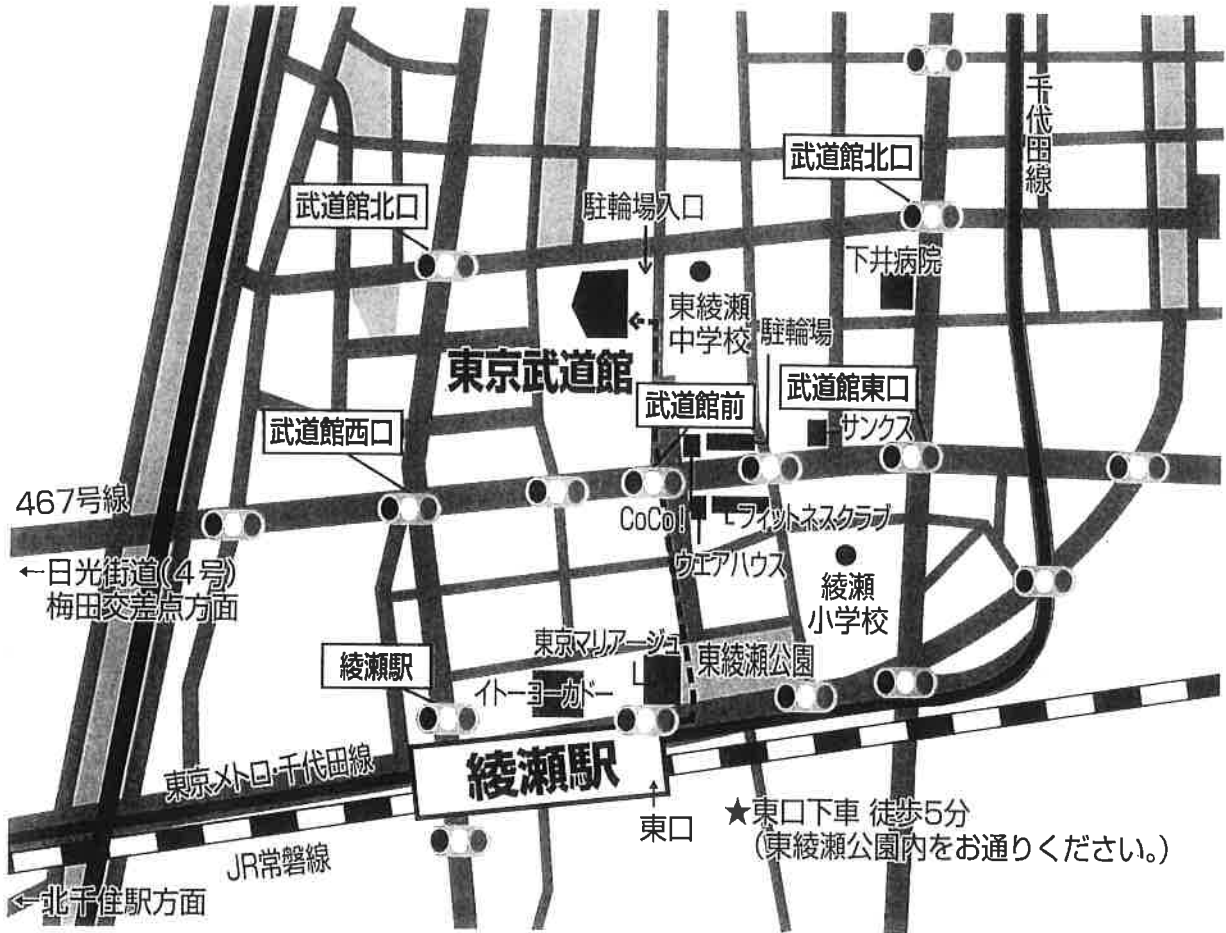 千代田線
武道館北口
武道館北口
駐輪場入口
下井病院
東綾瀬
中学校
駐輪場
東京武道館
武道館前
武道館東口
サンクス
武道館西口
467号線
CoCo!
フィットネスクラブ
ウエアハウス
←日光街道(4号)
梅田交差点方面
綾瀬
小学校
東京マリアージュ
東綾瀬公園
綾瀬駅
イトーヨーカドー
東京メトロ・千代田線
綾瀬駅
東口
★東口下車 徒歩5分
(東綾瀬公園内をお通りください。)
JR常磐線
←北千住駅方面